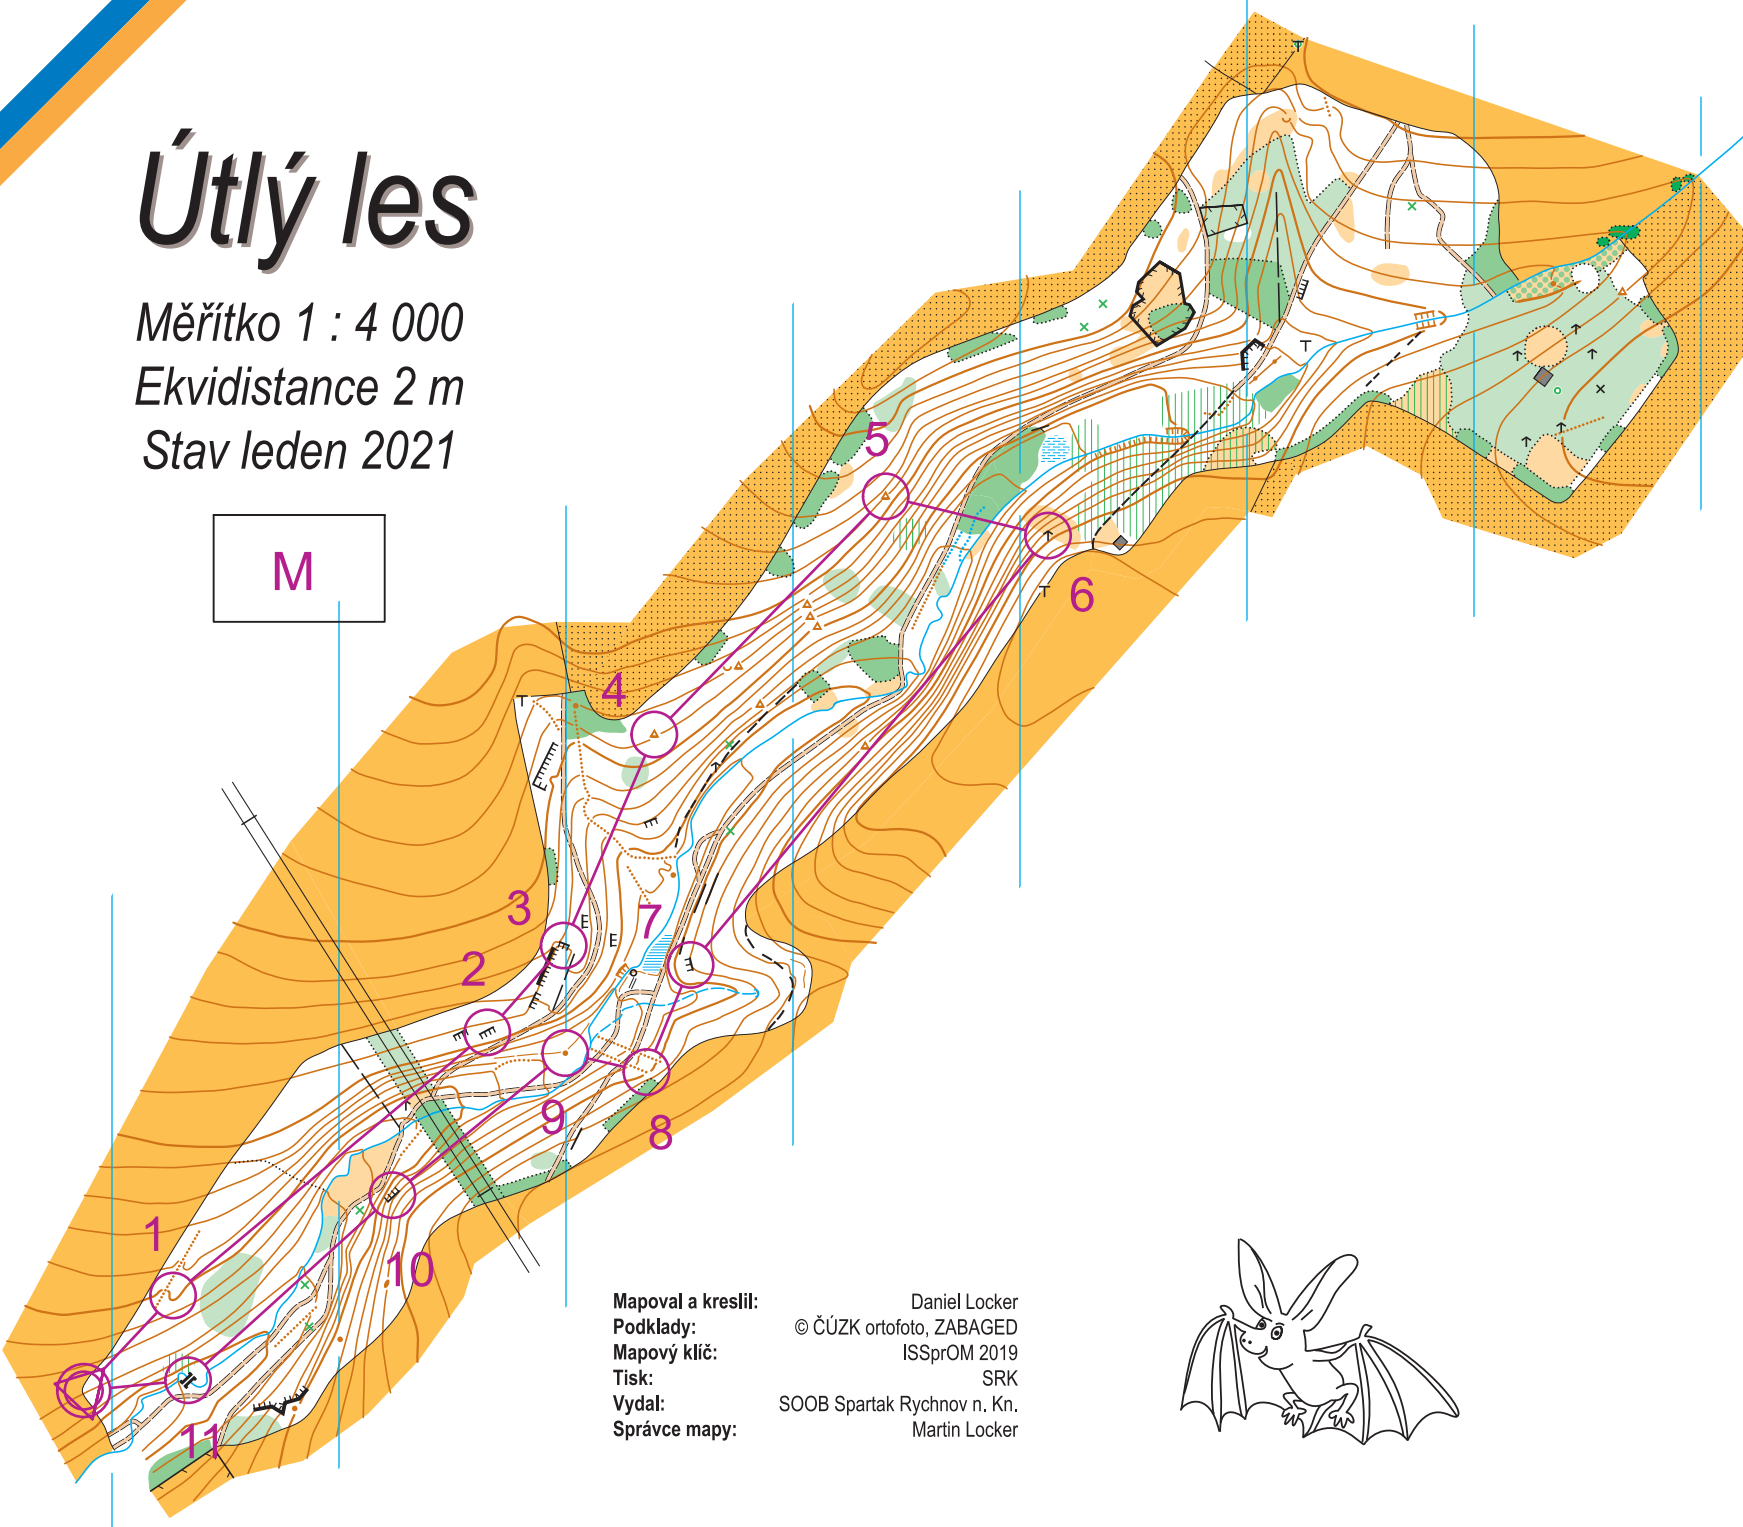 Útlý les
Měřítko 1 : 4 000
Ekvidistance 2 m
Stav leden 2021
M
5
6
4
3
7
2
9
8
1
10
11
Mapoval a kreslil: Daniel Locker
Podklady: © ČÚZK ortofoto, ZABAGED
Mapový klíč: ISSprOM 2019
Tisk: SRK
Vydal: SOOB Spartak Rychnov n. Kn.
Správce mapy: Martin Locker